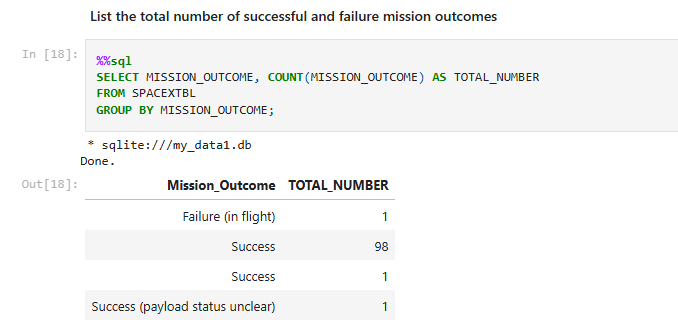 List the total number of successful and failure mission outcomes
In [18]:
%%sql
SELECT MISSION_OUTCOME, COUNT(MISSION_OUTCOME) AS TOTAL_NUMBER
FROM SPACEXTBL
GROUP BY MISSION_OUTCOME;
* sqlite:///my_data1.db
Done.
Out[18]:
Mission_Outcome TOTAL_NUMBER
Failure (in flight) 1
Success 98
Success 1
Success (payload status unclear) 1